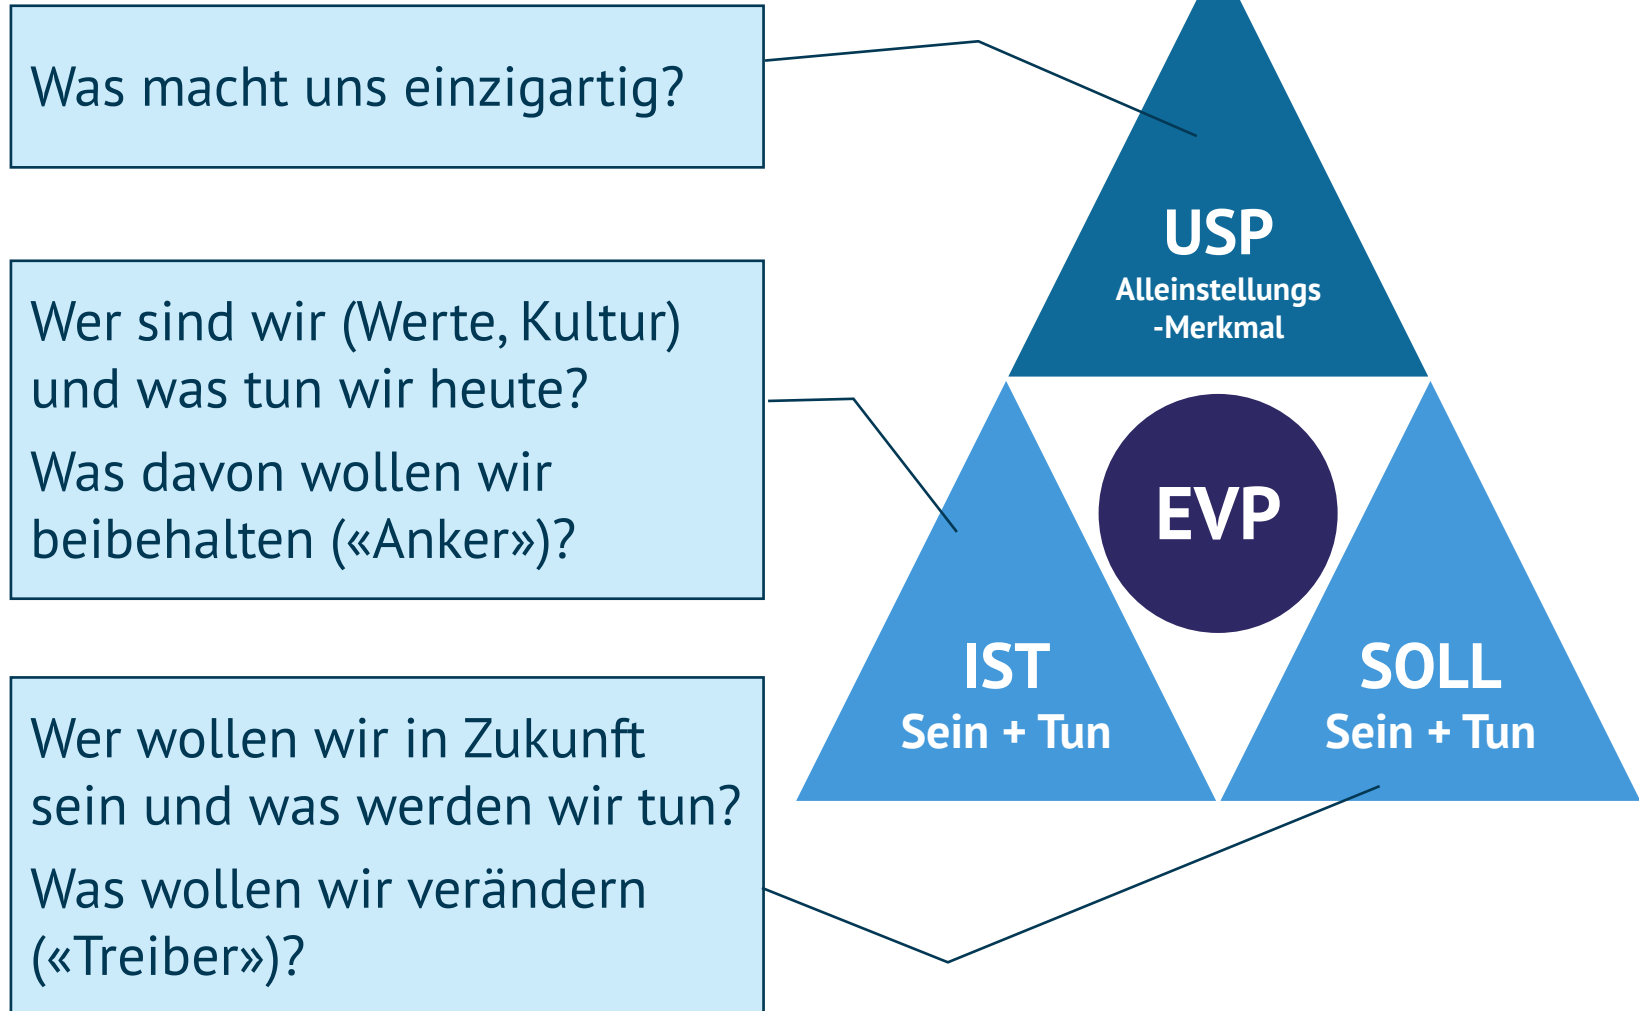 Was macht uns einzigartig?
Wer sind wir (Werte, Kultur)
und was tun wir heute?
Was davon wollen wir
beibehalten («Anker»)?
Wer wollen wir in Zukunft
sein und was werden wir tun?
Was wollen wir verändern
(«Treiber»)?
USP
Alleinstellungs
-Merkmal
EVP
IST
Sein + Tun
SOLL
Sein + Tun